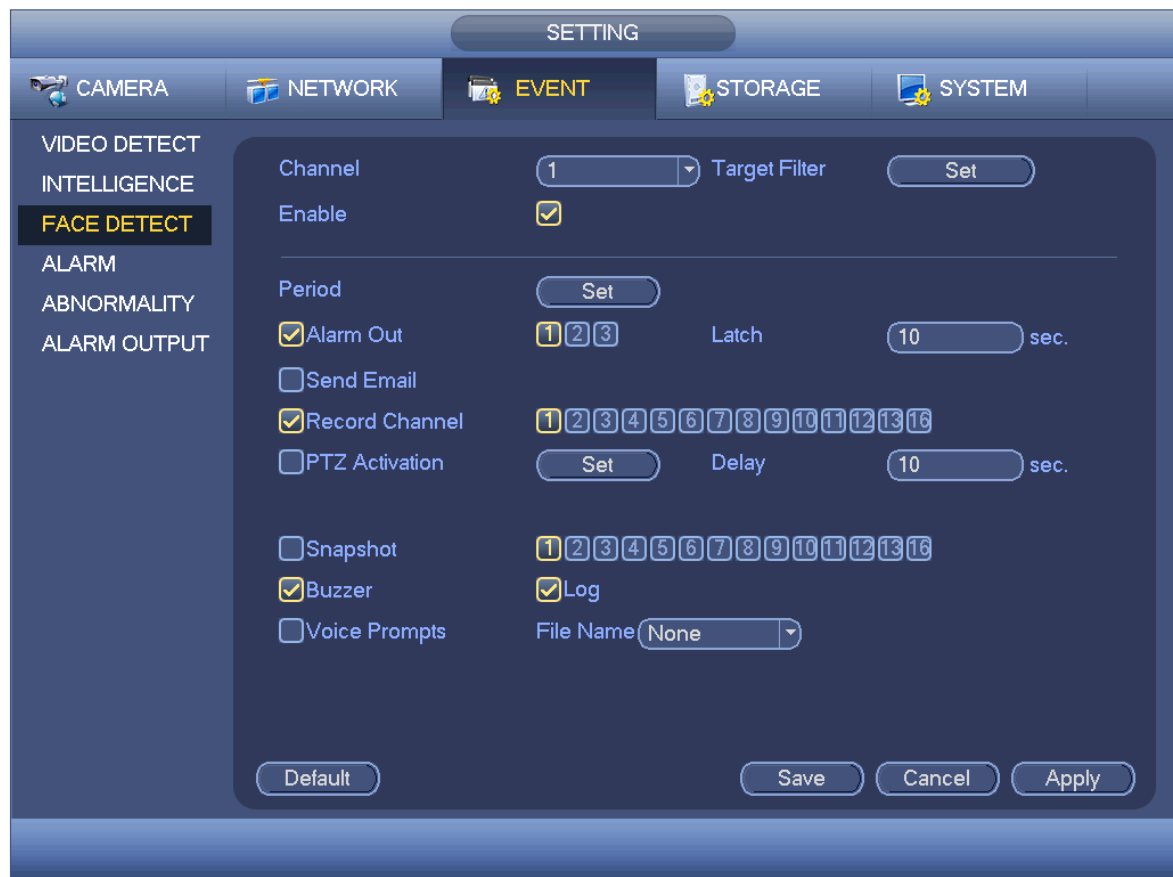 SETTING
CAMERA NETWORK EVENT STORAGE SYSTEM
VIDEO DETECT
INTELLIGENCE
FACE DETECT
ALARM
ABNORMALITY
ALARM OUTPUT
Channel 1 Target Filter Set
Enable
Period Set
Alarm Out 1 2 3 Latch 10 sec.
Send Email
Record Channel 1 2 3 4 5 6 7 8 9 10 11 12 13 16
PTZ Activation Set Delay 10 sec.
Snapshot 1 2 3 4 5 6 7 8 9 10 11 12 13 16
Buzzer Log
Voice Prompts File Name None
Default Save Cancel Apply